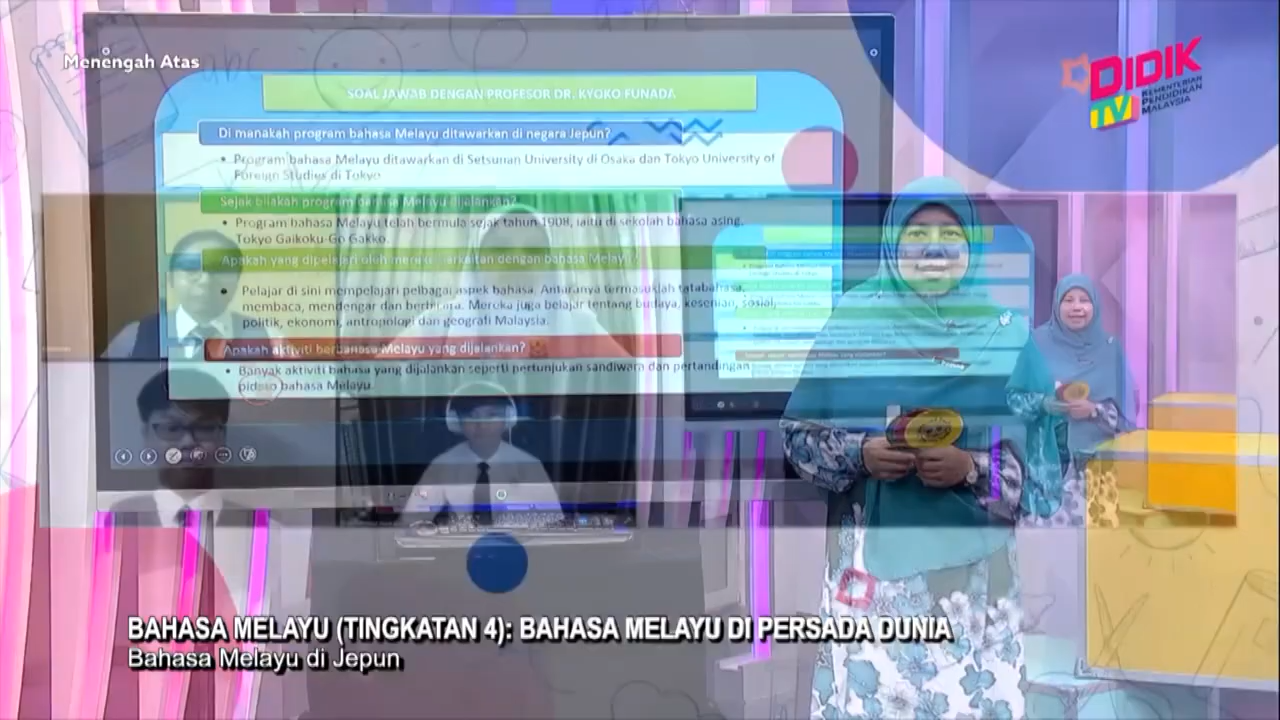 Menengah Atas
DIDIK
TV
KEMENTERIAN
PENDIDIKAN
MALAYSIA
SOAL JAWAB DENGAN PROFESOR DR. KYOKO FUNADA
Di manakah program bahasa Melayu ditawarkan di negara Jepun?
• Program bahasa Melayu ditawarkan di Setsunan University di Osaka dan Tokyo University of
Foreign Studies di Tokyo
Sejak bilakah program bahasa Melayu dijalankan?
• Program bahasa Melayu telah bermula sejak tahun 1908, iaitu di sekolah bahasa asing,
Tokyo Gaikoku-Go Gakko.
Apakah yang dipelajari oleh mereka berkaitan dengan bahasa Melayu?
• Pelajar di sini mempelajari pelbagai aspek bahasa. Antaranya termasuklah tatabahasa,
membaca, mendengar dan berbicara. Mereka juga belajar tentang budaya, kesenian, sosial,
politik, ekonomi, antropologi dan geografi Malaysia.
Apakah aktiviti berbahasa Melayu yang dijalankan?
• Banyak aktiviti bahasa yang dijalankan seperti pertunjukan sandiwara dan pertandingan
pidato bahasa Melayu.
BAHASA MELAYU (TINGKATAN 4): BAHASA MELAYU DI PERSADA DUNIA
Bahasa Melayu di Jepun